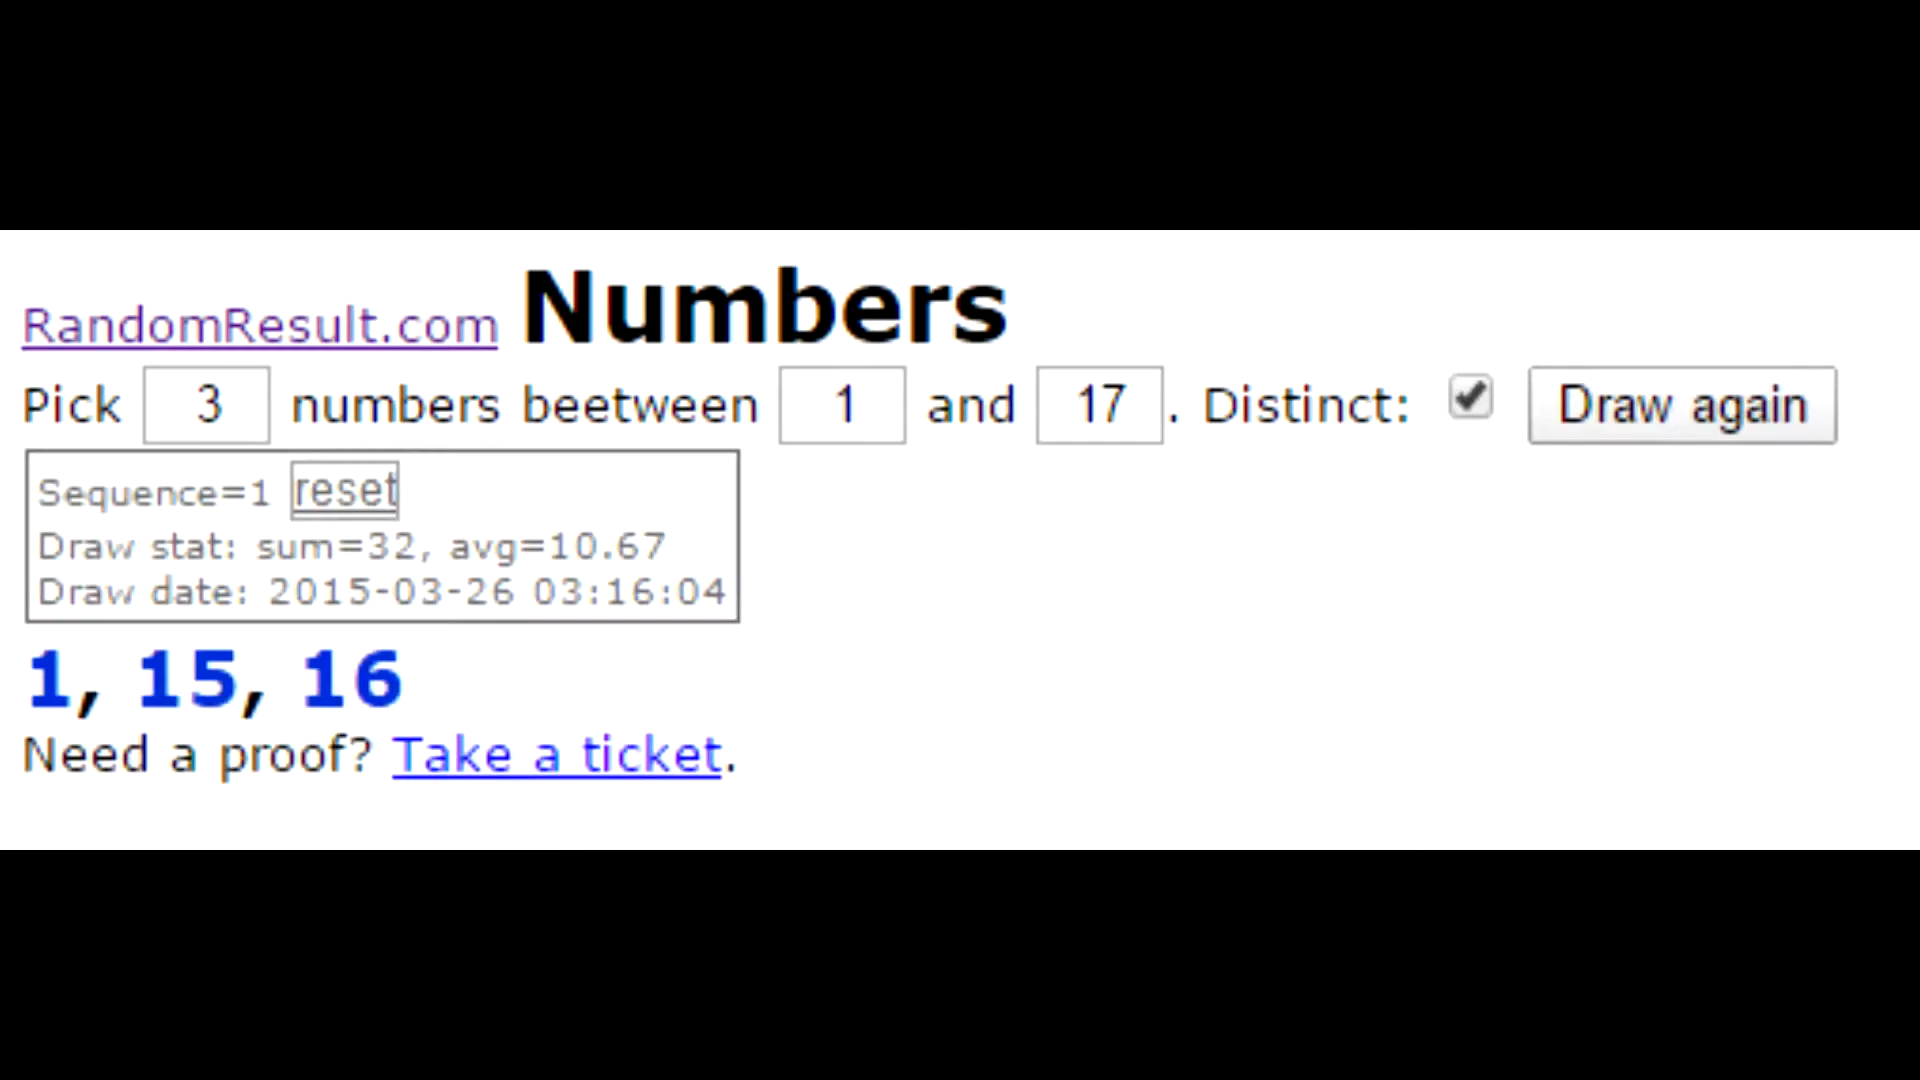 RandomResult.com Numbers
Pick 3 numbers beetween 1 and 17. Distinct: Draw again
Sequence=1 reset
Draw stat: sum=32, avg=10.67
Draw date: 2015-03-26 03:16:04
1, 15, 16
Need a proof? Take a ticket.